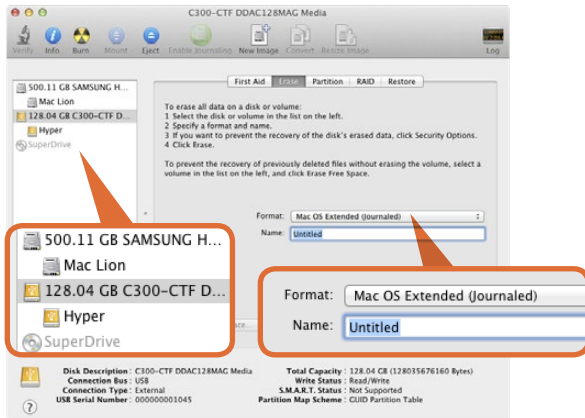 C300-CTF DDAC128MAG Media
Verify Info Burn Mount Eject Enable Journaling New Image Convert Resize Image Log
500.11 GB SAMSUNG H...
Mac Lion
128.04 GB C300-CTF D...
Hyper
SuperDrive
First Aid Erase Partition RAID Restore
To erase all data on a disk or volume:
1 Select the disk or volume in the list on the left.
2 Specify a format and name.
3 If you want to prevent the recovery of the disk's erased data, click Security Options.
4 Click Erase.
To prevent the recovery of previously deleted files without erasing the volume, select a
volume in the list on the left, and click Erase Free Space.
Format: Mac OS Extended (Journaled)
Name: Untitled
500.11 GB SAMSUNG H...
Mac Lion
128.04 GB C300-CTF D...
Hyper
SuperDrive
Format: Mac OS Extended (Journaled)
Name: Untitled
Disk Description : C300-CTF DDAC128MAG Media
Connection Bus : USB
Connection Type : External
USB Serial Number : 000000001045
Total Capacity : 128.04 GB (128035676160 Bytes)
Write Status : Read/Write
S.M.A.R.T. Status : Not Supported
Partition Map Scheme : GUID Partition Table
?